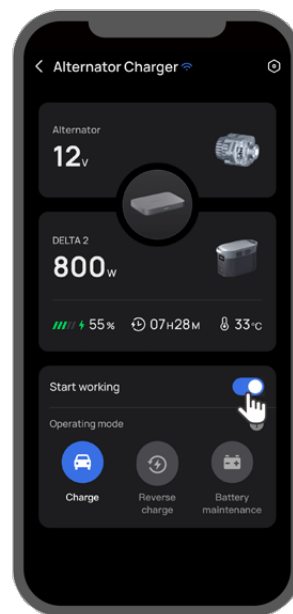 Alternator Charger
Alternator
12V
DELTA 2
800W
55% 07H28M 33°C
Start working
Operating mode
Charge
Reverse charge
Battery maintenance